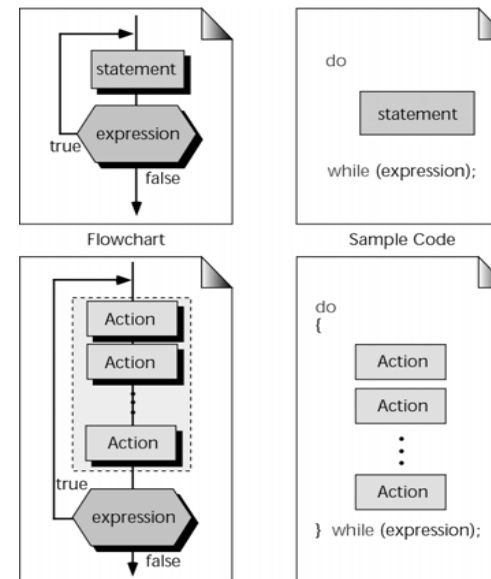 statement
expression
true
false
do
statement
while (expression);
Flowchart
Sample Code
Action
Action
Action
true
expression
false
do
{
Action
Action
Action
} while (expression);